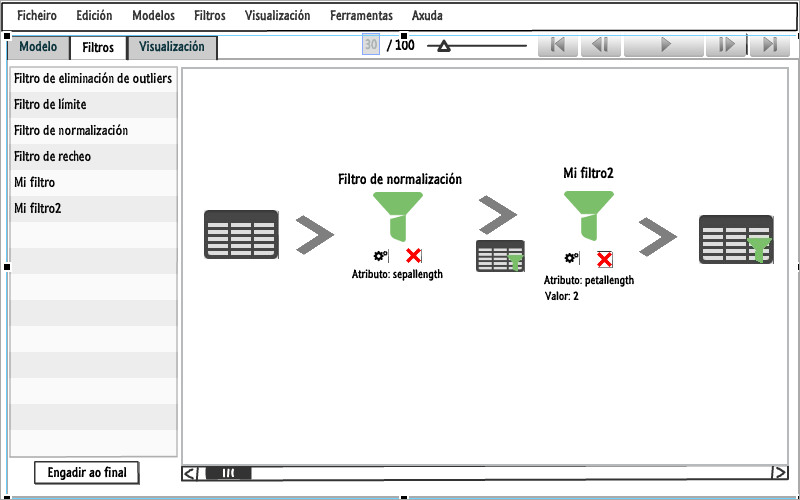 Ficheiro Edición Modelos Filtros Visualización Ferramentas Axuda
Modelo Filtros Visualización 30 / 100
Filtro de eliminación de outliers
Filtro de límite
Filtro de normalización
Filtro de recheo
Mi filtro
Mi filtro2
Filtro de normalización
Mi filtro2
Atributo: sepallength
Atributo: petallength
Valor: 2
Engadir ao final